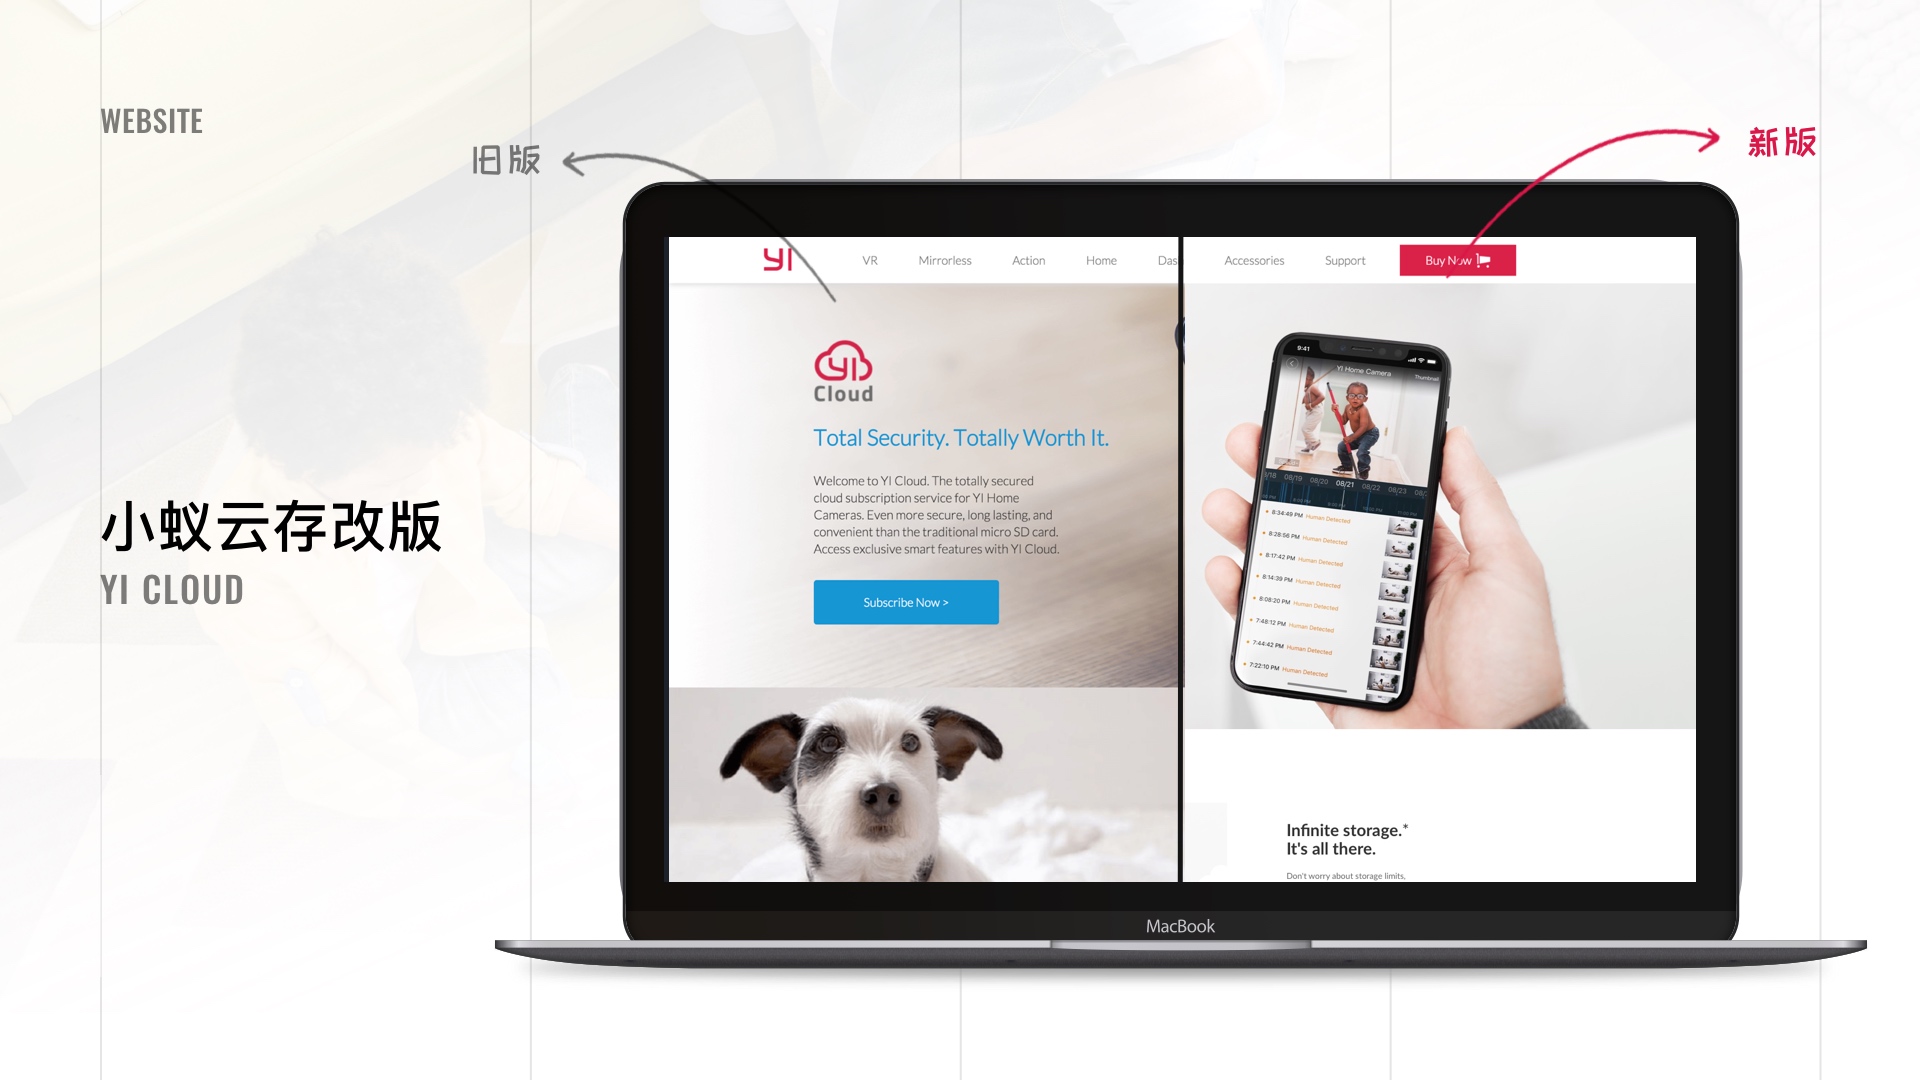 WEBSITE
旧版
新版
小蚁云存改版
YI CLOUD
YI
VR
Mirrorless
Action
Home
Das
Accessories
Support
Buy Now
YI
Cloud
Total Security. Totally Worth It.
Welcome to YI Cloud. The totally secured
cloud subscription service for YI Home
Cameras. Even more secure, long lasting, and
convenient than the traditional micro SD card.
Access exclusive smart features with YI Cloud.
Subscribe Now >
9:41
YI Home Camera
Thumbnail
/18 08/19 08/20 08/21 08/22 08/23 08/
8:34:49 PM Human Detected
8:28:56 PM Human Detected
8:17:42 PM Human Detected
8:14:39 PM Human Detected
8:08:20 PM Human Detected
7:48:12 PM Human Detected
7:44:42 PM Human Detected
7:22:10 PM Human Detected
Infinite storage.*
It's all there.
Don't worry about storage limits,
MacBook